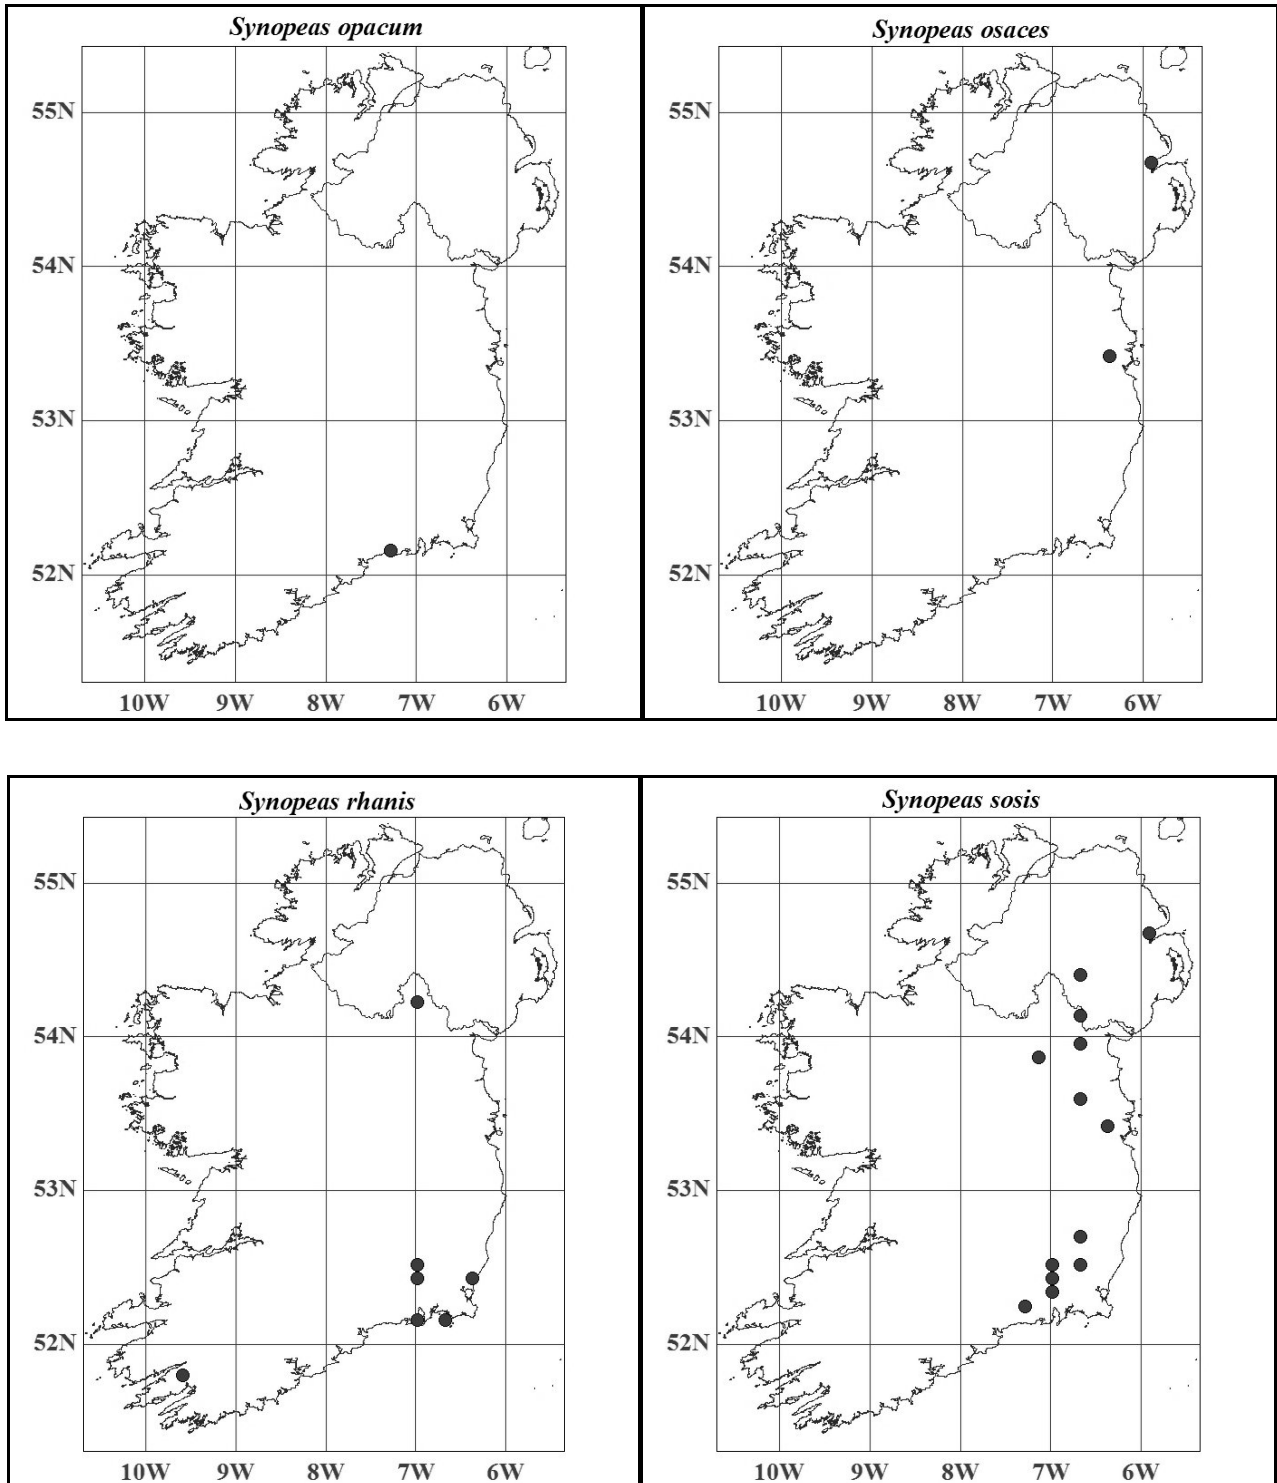 Synopeas opacum
55N
54N
53N
52N
10W 9W 8W 7W 6W
Synopeas osaces
55N
54N
53N
52N
10W 9W 8W 7W 6W
Synopeas rhanis
55N
54N
53N
52N
10W 9W 8W 7W 6W
Synopeas sosis
55N
54N
53N
52N
10W 9W 8W 7W 6W